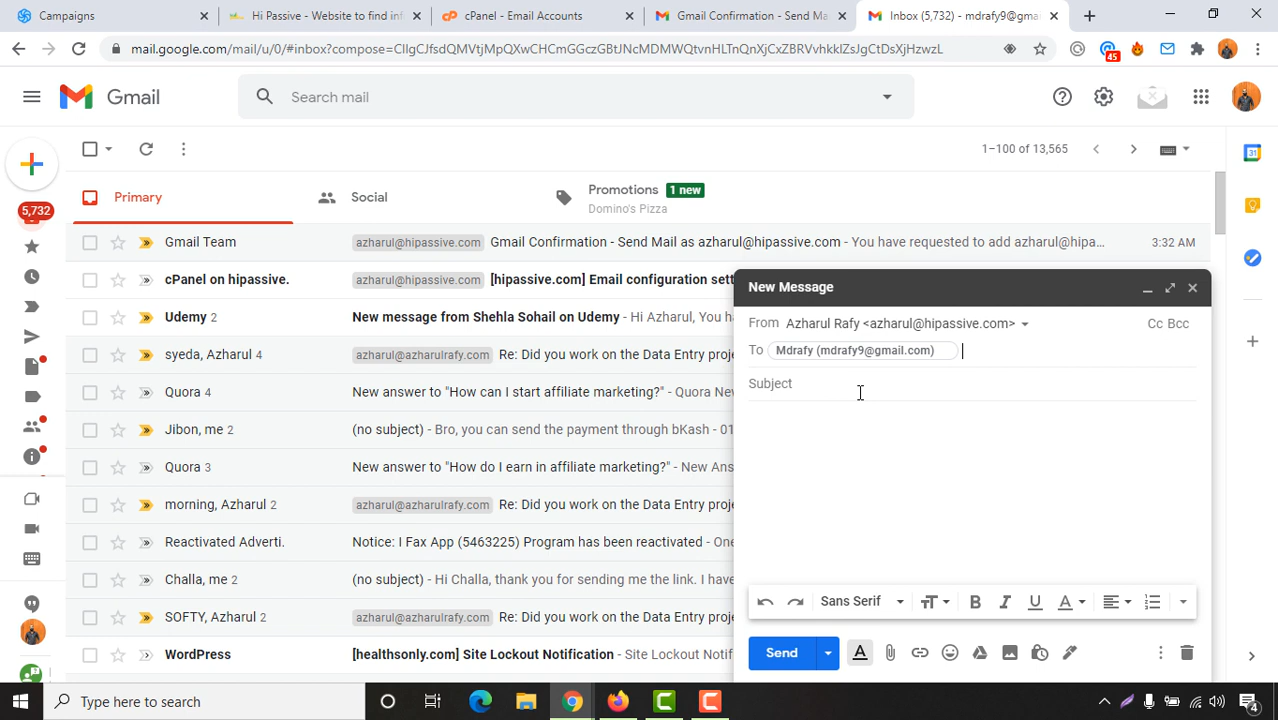 Campaigns
Hi Passive - Website to find inf
cPanel - Email Accounts
Gmail Confirmation - Send Ma
Inbox (5,732) - mdrafy9@gmai
mail.google.com/mail/u/0/#inbox?compose=CllgCJfsdQMVtjMpQXwCHCmGGczGBtJNcMDMWQtvnHLTnQnXjCxZBRVvhkklZsJgCtDsXjHzwzL
45
Gmail
Search mail
1–100 of 13,565
Primary
Social
Promotions 1 new
Domino's Pizza
5,732
Gmail Team azharul@hipassive.com Gmail Confirmation - Send Mail as azharul@hipassive.com - You have requested to add azharul@hipa... 3:32 AM
cPanel on hipassive. azharul@hipassive.com [hipassive.com] Email configuration sett
Udemy 2 New message from Shehla Sohail on Udemy - Hi Azharul, You ha
syeda, Azharul 4 azharul@azharulrafy.com Re: Did you work on the Data Entry proje
Quora 4 New answer to "How can I start affiliate marketing?" - Quora New
Jibon, me 2 (no subject) - Bro, you can send the payment through bKash - 01
Quora 3 New answer to "How do I earn in affiliate marketing?" - New Ans
morning, Azharul 2 azharul@azharulrafy.com Re: Did you work on the Data Entry proj
Reactivated Adverti. Notice: I Fax App (5463225) Program has been reactivated - One
Challa, me 2 (no subject) - Hi Challa, thank you for sending me the link. I have
SOFTY, Azharul 2 azharul@azharulrafy.com Re: Did you work on the Data Entry proj
WordPress [healthsonly.com] Site Lockout Notification - Site Lockout Notif
New Message
From Azharul Rafy <azharul@hipassive.com> Cc Bcc
To Mdrafy (mdrafy9@gmail.com)
Subject
Sans Serif
Send
Type here to search
4